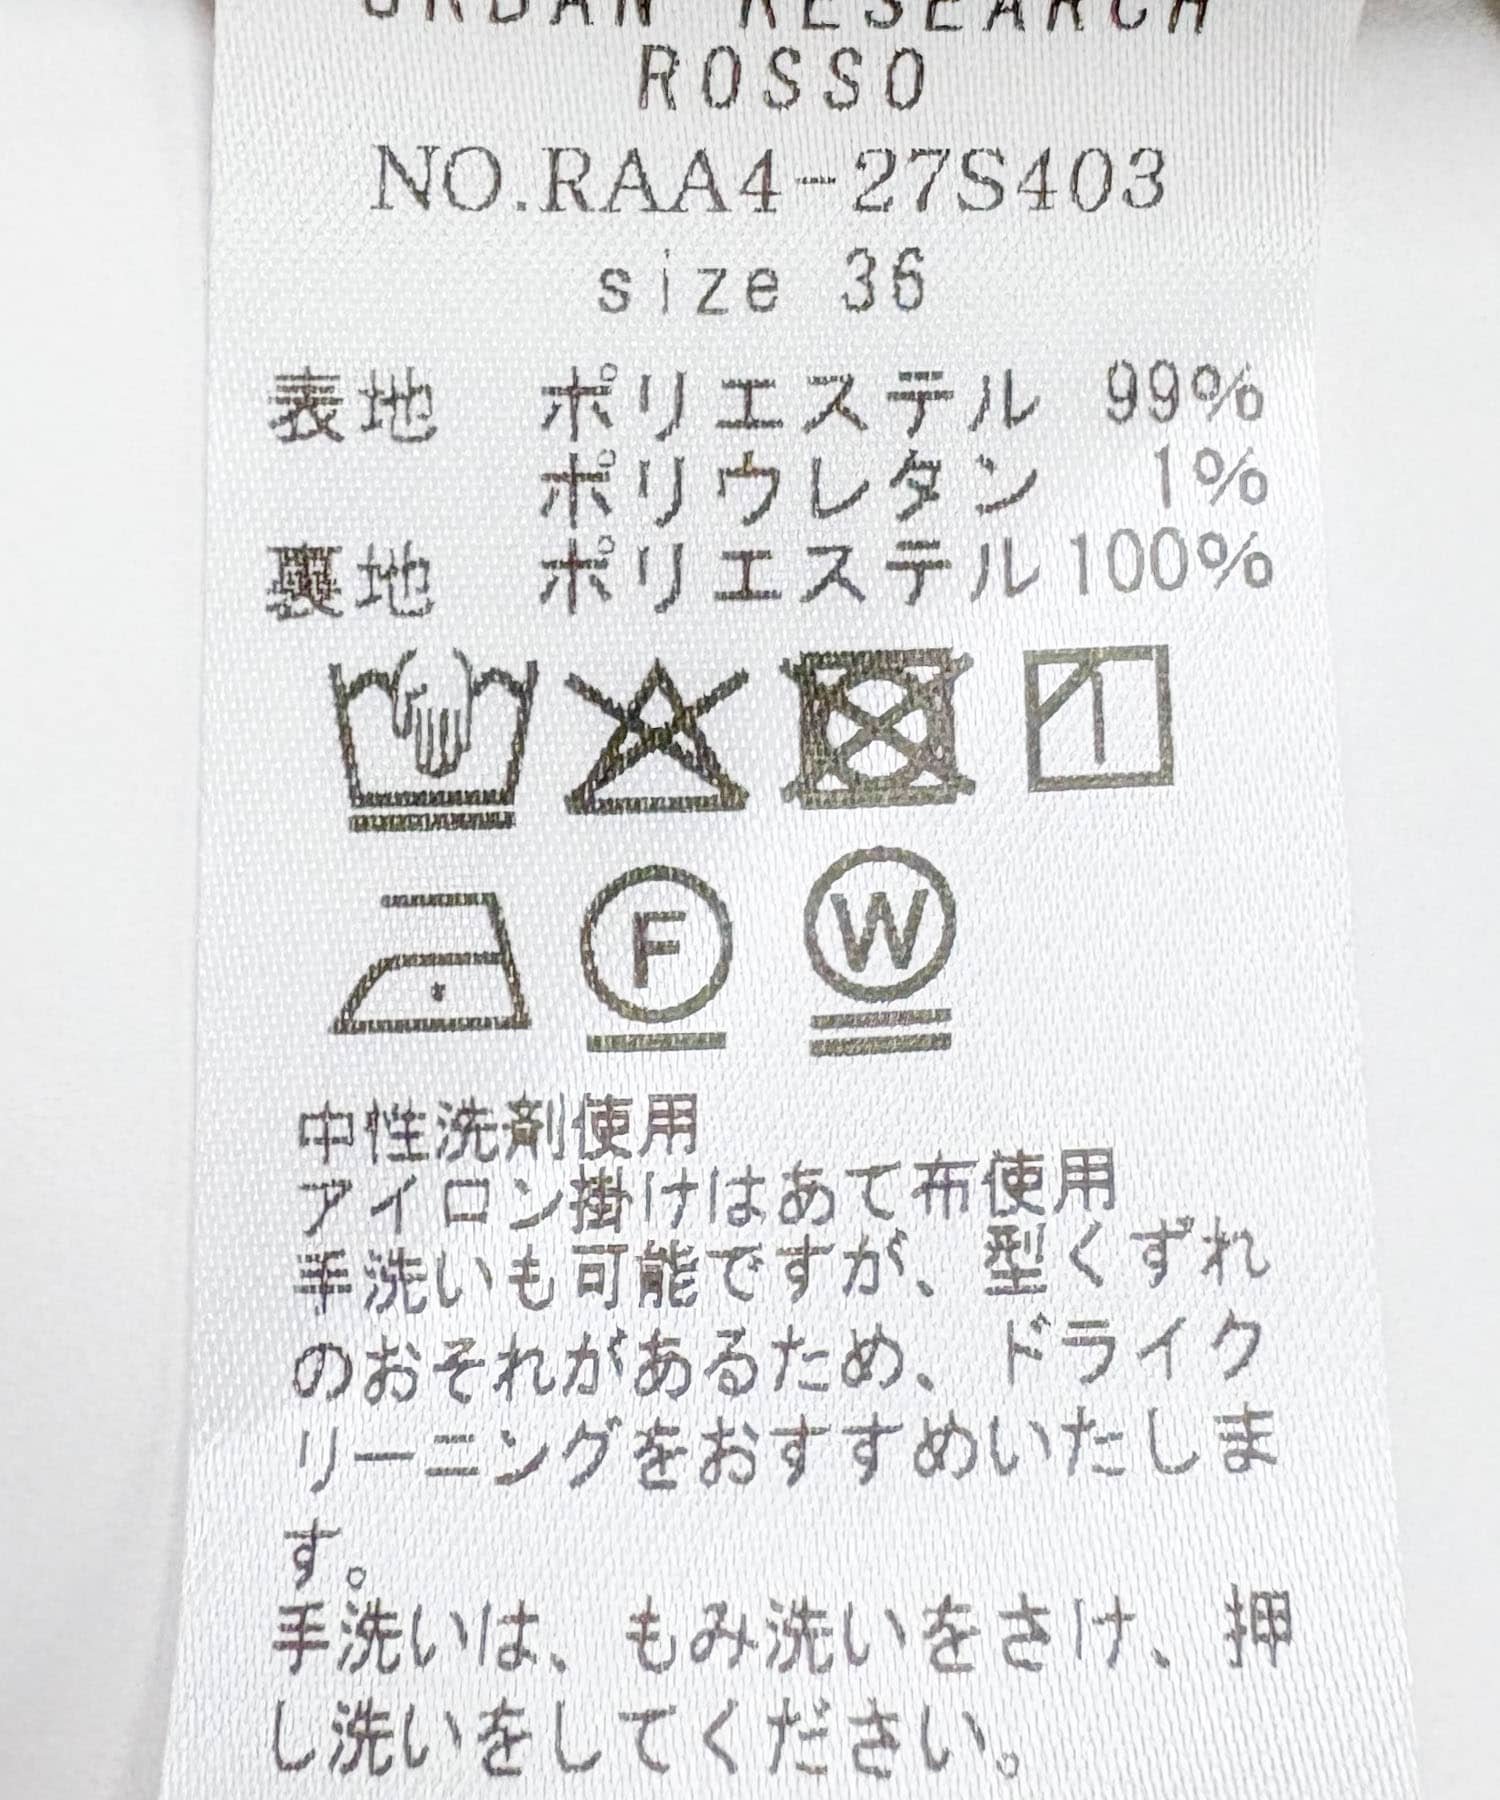 URBAN RESEARCH
ROSSO
NO.RAA4-27S403
size 36
表地 ポリエステル 99%
ポリウレタン 1%
裏地 ポリエステル 100%
F W
中性洗剤使用
アイロン掛けはあて布使用
手洗いも可能ですが、型くずれ
のおそれがあるため、ドライク
リーニングをおすすめいたしま
す。
手洗いは、もみ洗いをさけ、押
し洗いをしてください。